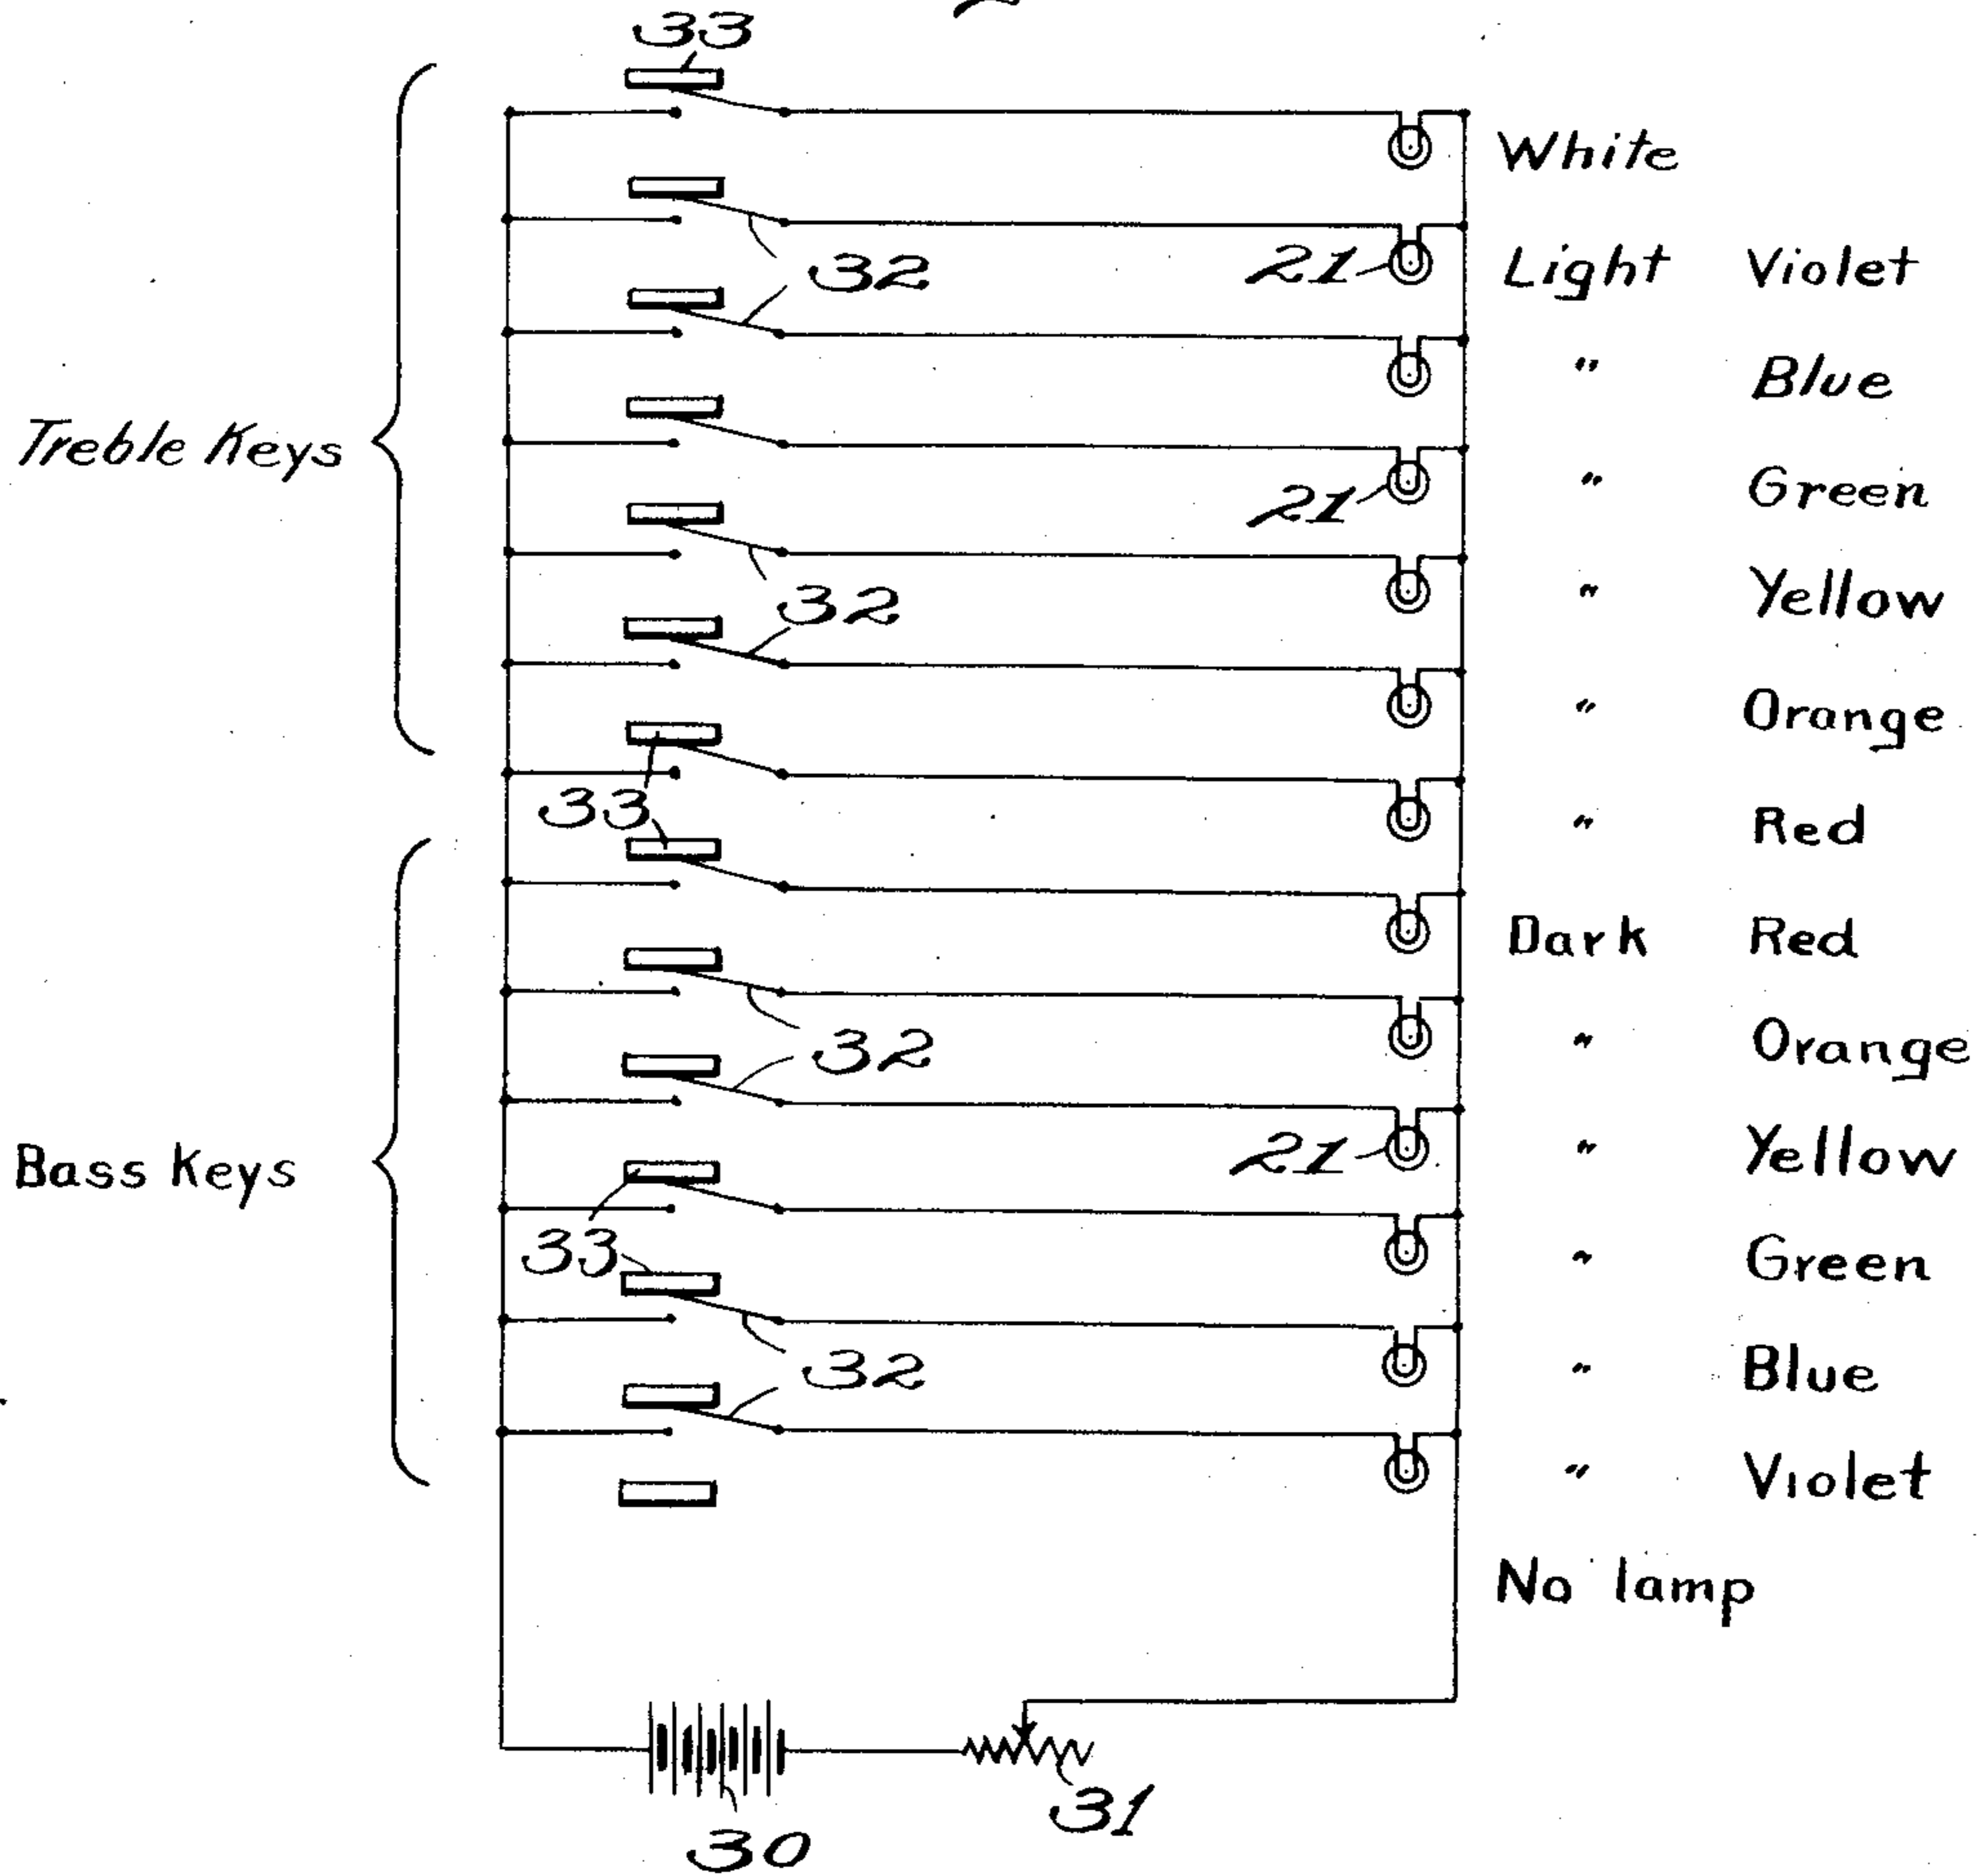 33
White
32
21 Light Violet
" Blue
Treble Keys
" Green
21
32
" Yellow
" Orange
33
" Red
Dark Red
32
" Orange
Bass Keys
21
" Yellow
33
" Green
32
" Blue
" Violet
No lamp
31
30